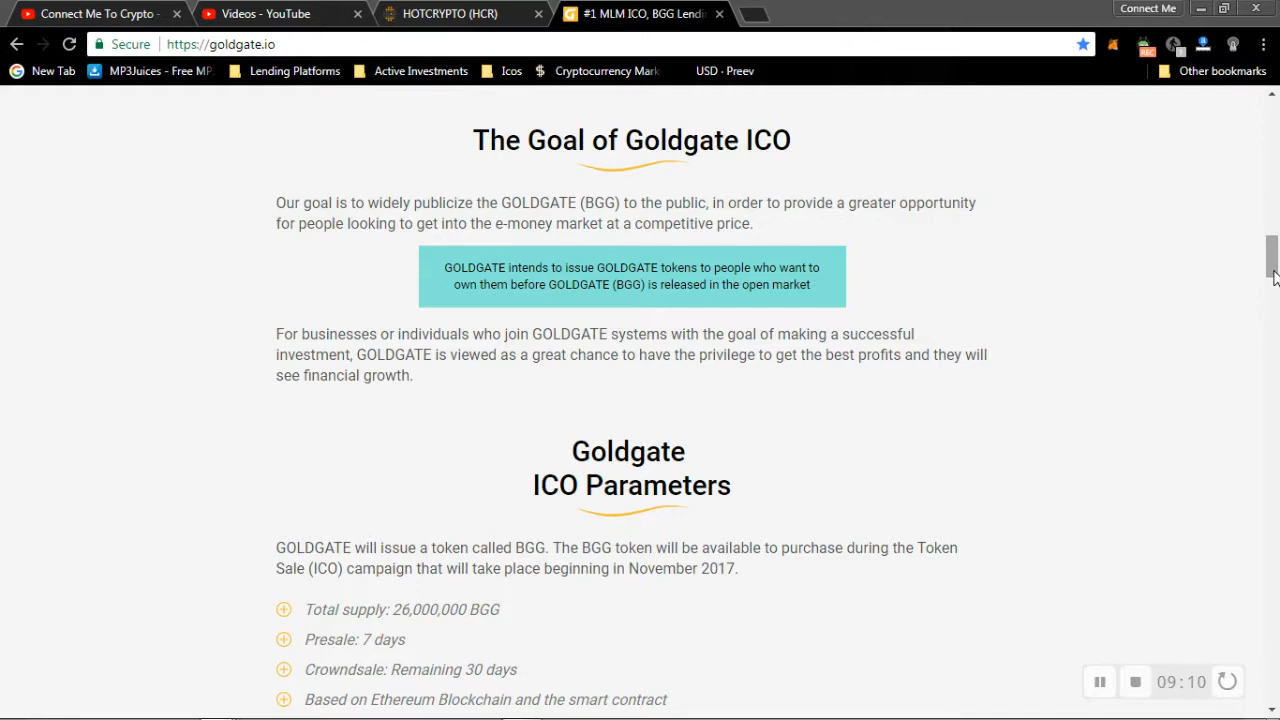 Connect Me To Crypto -
Videos - YouTube
HOTCRYPTO (HCR)
#1 MLM ICO, BGG Lendi
Connect Me
Secure
https://goldgate.io
REC
1
New Tab
MP3Juices - Free MP
Lending Platforms
Active Investments
Icos
Cryptocurrency Mark
USD · Preev
Other bookmarks
The Goal of Goldgate ICO
Our goal is to widely publicize the GOLDGATE (BGG) to the public, in order to provide a greater opportunity
for people looking to get into the e-money market at a competitive price.
GOLDGATE intends to issue GOLDGATE tokens to people who want to
own them before GOLDGATE (BGG) is released in the open market
For businesses or individuals who join GOLDGATE systems with the goal of making a successful
investment, GOLDGATE is viewed as a great chance to have the privilege to get the best profits and they will
see financial growth.
Goldgate
ICO Parameters
GOLDGATE will issue a token called BGG. The BGG token will be available to purchase during the Token
Sale (ICO) campaign that will take place beginning in November 2017.
Total supply: 26,000,000 BGG
Presale: 7 days
Crowndsale: Remaining 30 days
Based on Ethereum Blockchain and the smart contract
09:10